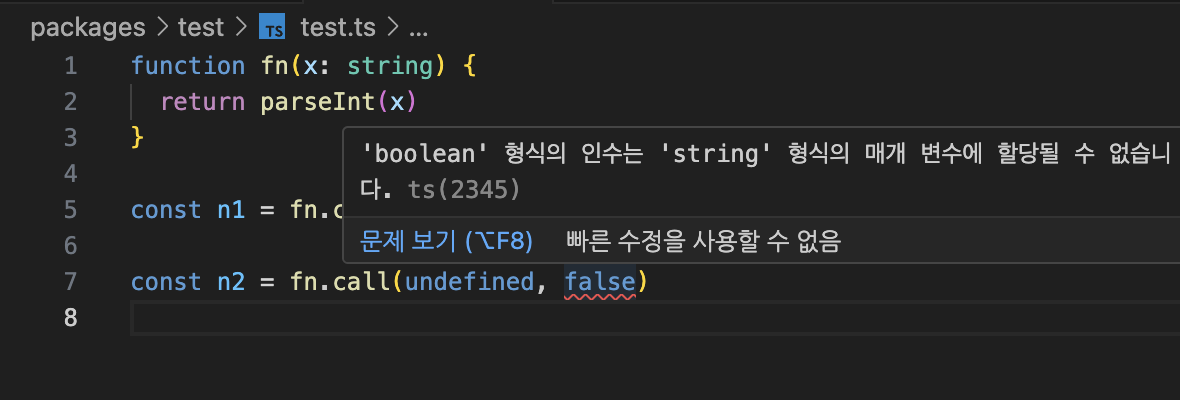 packages > test > TS test.ts > ...
1 function fn(x: string) {
2 return parseInt(x)
3 }
'boolean' 형식의 인수는 'string' 형식의 매개 변수에 할당될 수 없습니
4
다. ts(2345)
5 const n1 = fn.c
6
문제 보기 (⌥F8) 빠른 수정을 사용할 수 없음
7 const n2 = fn.call(undefined, false)
8